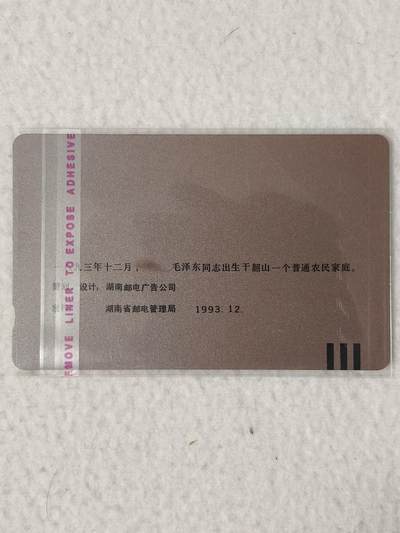 REMOVE LINER TO EXPOSE ADHESIVE
八三年十二月, 毛泽东同志出生于韶山一个普通农民家庭。
设计, 湖南邮电广告公司
湖南省邮电管理局 1993. 12.